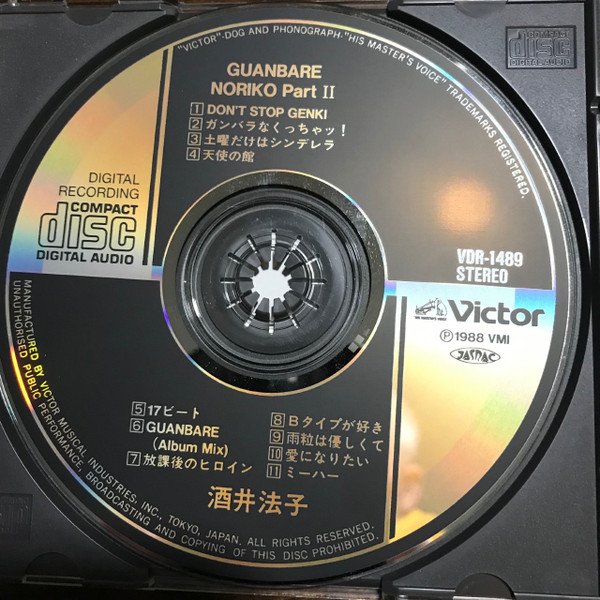 "VICTOR"-DOG AND PHONOGRAPH-"HIS MASTER'S VOICE" TRADEMARKS REGISTERED.
COMPACT
disc
DIGITAL AUDIO
GUANBARE
NORIKO Part II
1 DON'T STOP GENKI
2 ガンバラなくっちゃッ!
3 土曜だけはシンデレラ
4 天使の館
DIGITAL
RECORDING
COMPACT
disc
DIGITAL AUDIO
VDR-1489
STEREO
Victor
Ⓟ1988 VMI
JASRAC
5 17ビート
6 GUANBARE
(Album Mix)
7 放課後のヒロイン
8 Bタイプが好き
9 雨粒は優しくて
10 愛になりたい
11 ミーハー
酒井法子
MANUFACTURED BY VICTOR MUSICAL INDUSTRIES, INC., TOKYO, JAPAN. ALL RIGHTS RESERVED.
UNAUTHORISED PUBLIC PERFORMANCE, BROADCASTING AND COPYING OF THIS DISC PROHIBITED.